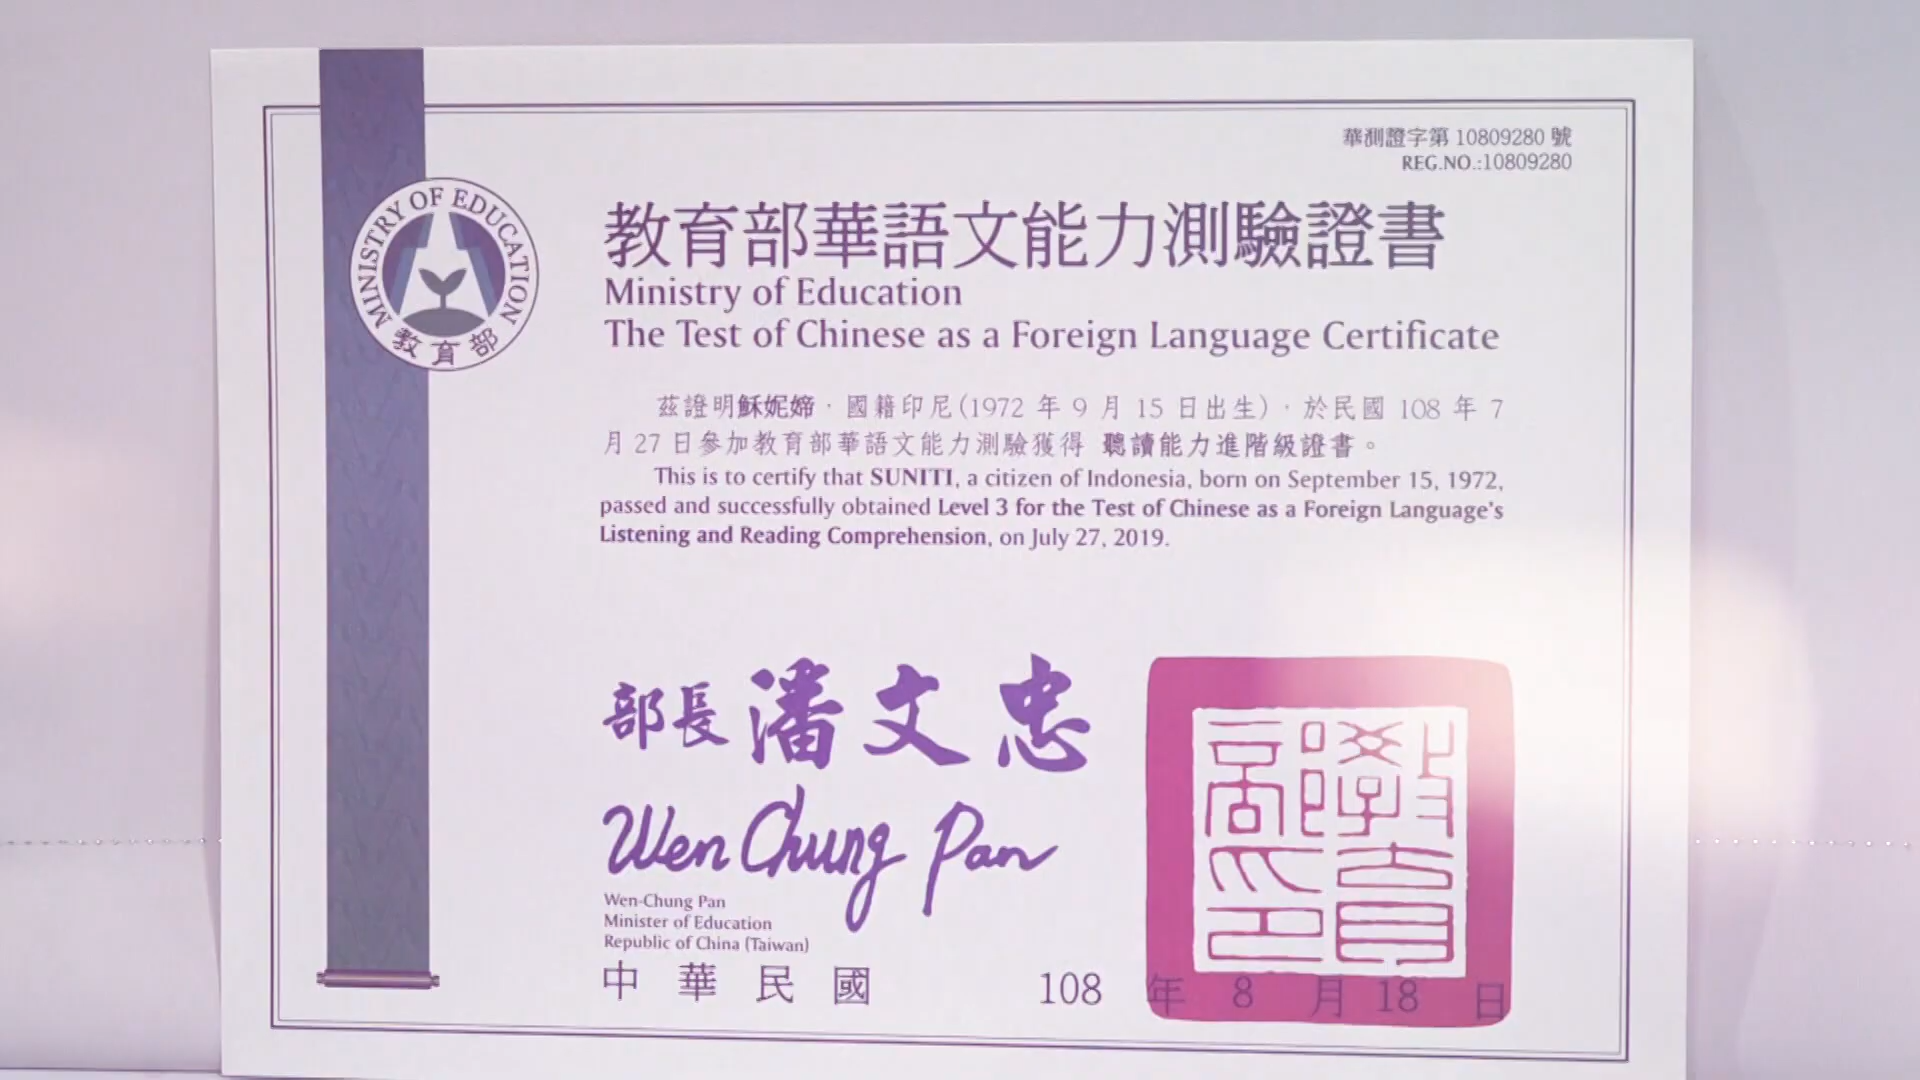 華測證字第 10809280 號
REG.NO.:10809280
MINISTRY OF EDUCATION
教育部
教育部華語文能力測驗證書
Ministry of Education
The Test of Chinese as a Foreign Language Certificate
茲證明穌妮媂，國籍印尼(1972 年 9 月 15 日出生)，於民國 108 年 7
月 27 日參加教育部華語文能力測驗獲得 聽讀能力進階級證書。
This is to certify that SUNITI, a citizen of Indonesia, born on September 15, 1972,
passed and successfully obtained Level 3 for the Test of Chinese as a Foreign Language's
Listening and Reading Comprehension, on July 27, 2019.
部長 潘文忠
Wen Chung Pan
Wen-Chung Pan
Minister of Education
Republic of China (Taiwan)
教育部印
中華民國 108 年 8 月 18 日